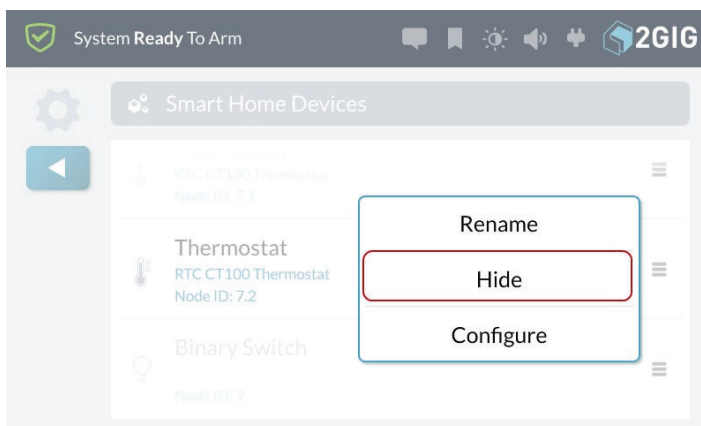 System Ready To Arm
2GIG
Smart Home Devices
RTC CT100 Thermostat
Node ID: 7.1
Rename
Thermostat
RTC CT100 Thermostat
Hide
Node ID: 7.2
Configure
Binary Switch
Node ID: 9